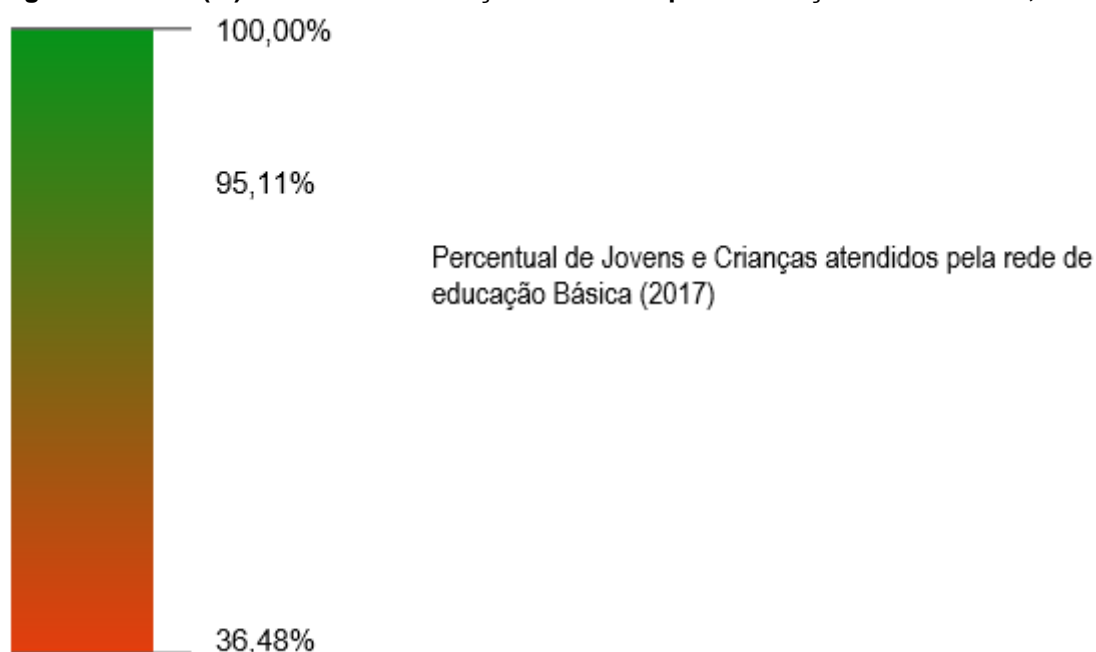 100,00%
95,11%
Percentual de Jovens e Crianças atendidos pela rede de
educação Básica (2017)
36,48%